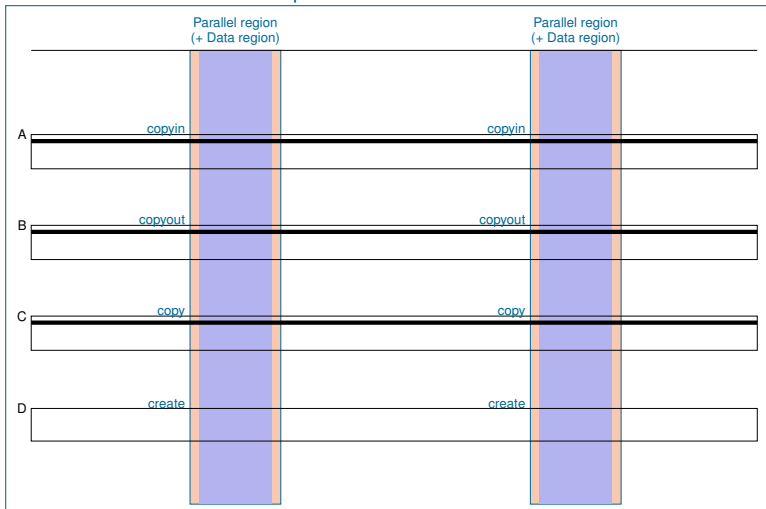 Parallel region
(+ Data region)
Parallel region
(+ Data region)
A copyin copyin
B copyout copyout
C copy copy
D create create